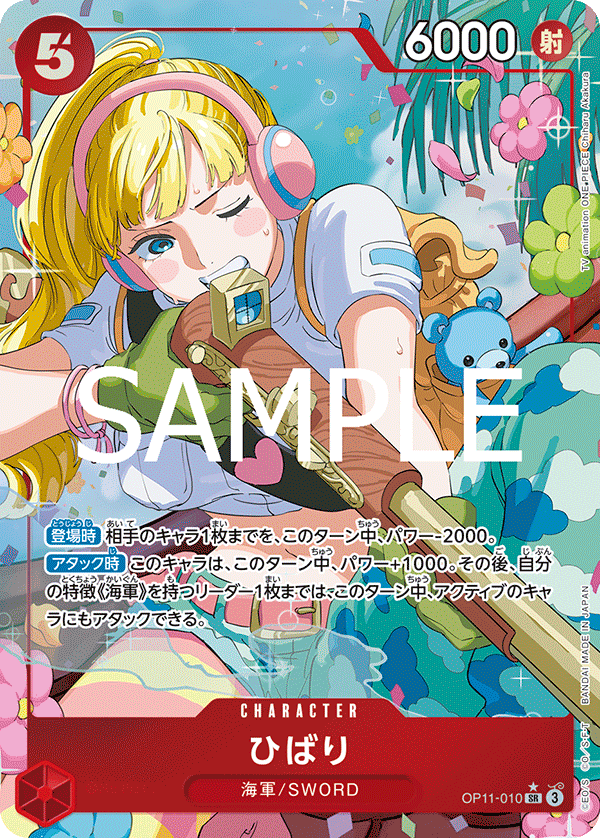 5
6000 射
TV animation ONE PIECE Chiharu Akakura
SAMPLE
登場時 相手のキャラ1枚までを、このターン中、パワー-2000。
アタック時 このキャラは、このターン中、パワー+1000。その後、自分
の特徴《海軍》を持つリーダー1枚までは、このターン中、アクティブのキャ
ラにもアタックできる。
CHARACTER
ひばり
海軍/SWORD
OP11-010 SR 3
©E.O/S. ©O/S・F・T BANDAI MADE IN JAPAN